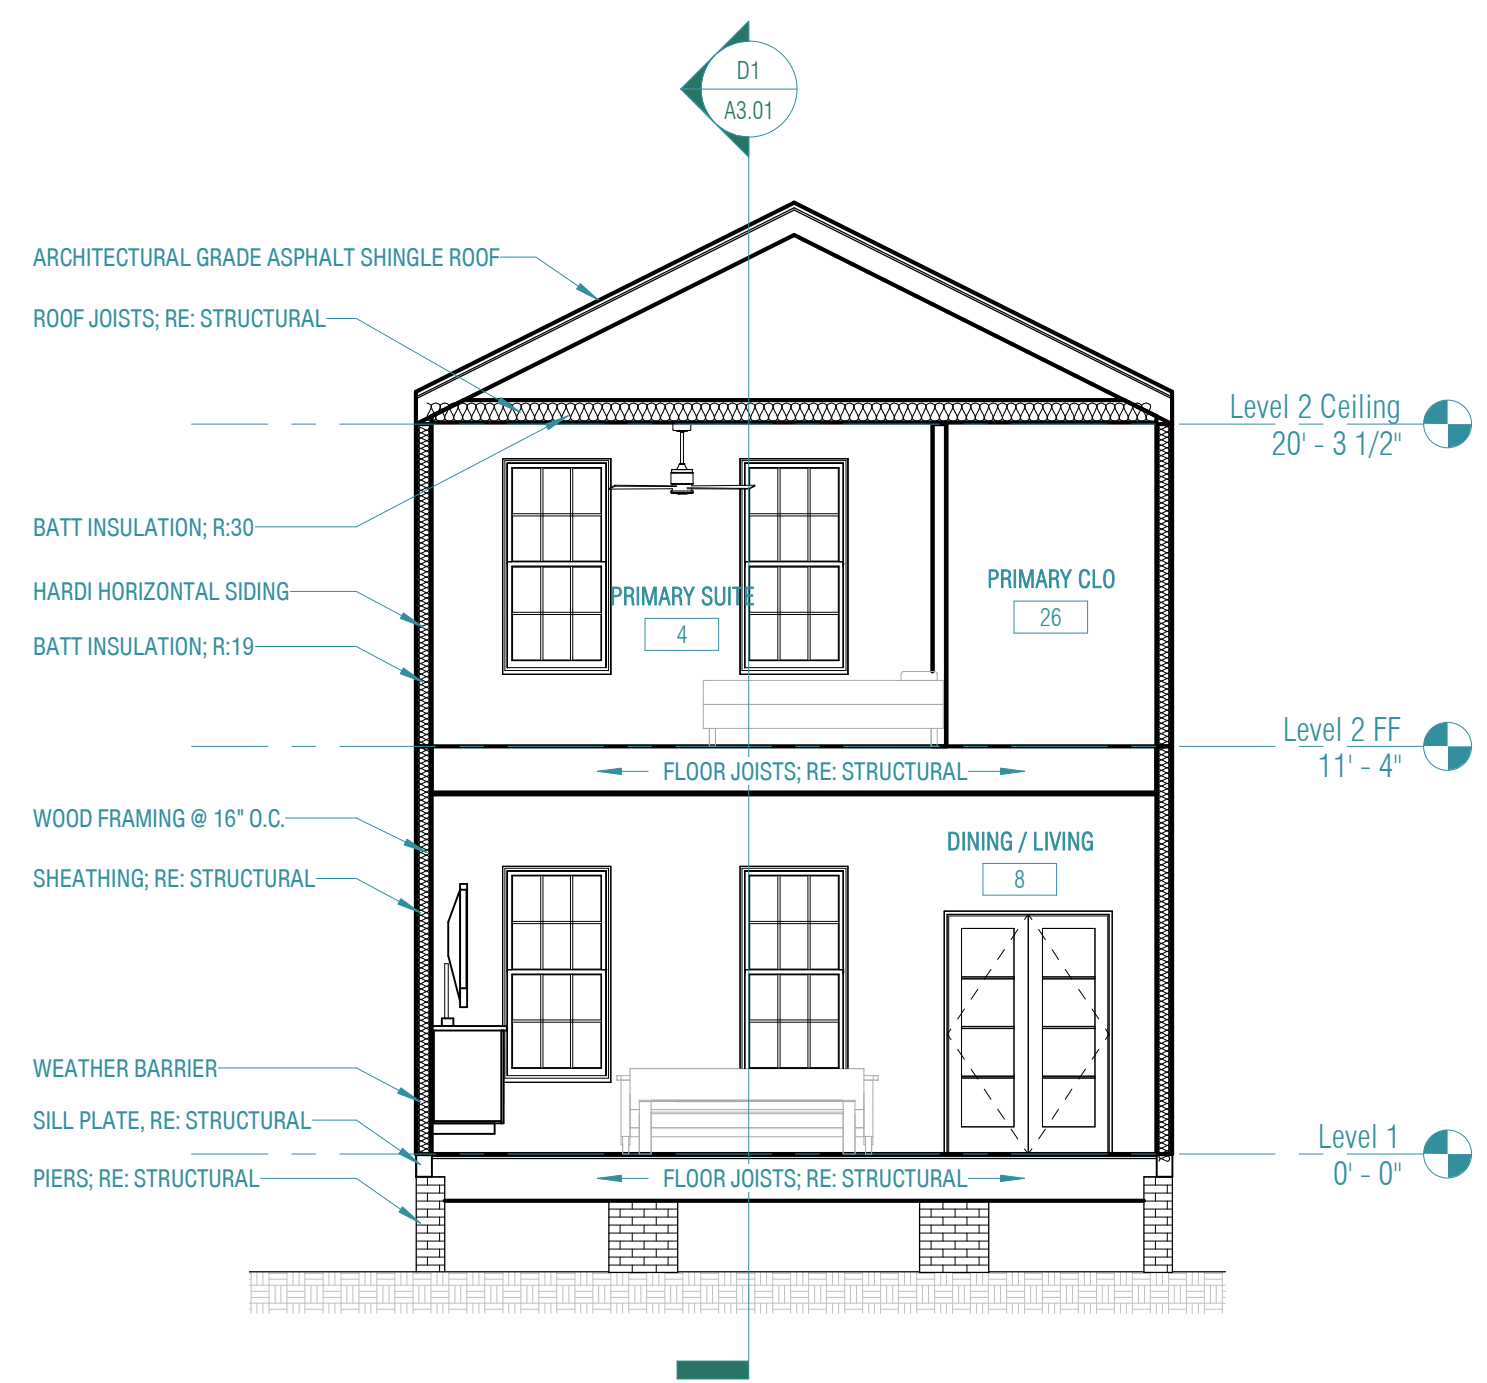 D1
A3.01
ARCHITECTURAL GRADE ASPHALT SHINGLE ROOF
ROOF JOISTS; RE: STRUCTURAL
Level 2 Ceiling
20' - 3 1/2"
BATT INSULATION; R:30
HARDI HORIZONTAL SIDING
BATT INSULATION; R:19
PRIMARY SUITE
4
PRIMARY CLO
26
Level 2 FF
11' - 4"
FLOOR JOISTS; RE: STRUCTURAL
WOOD FRAMING @ 16" O.C.
SHEATHING; RE: STRUCTURAL
DINING / LIVING
8
WEATHER BARRIER
SILL PLATE, RE: STRUCTURAL
PIERS; RE: STRUCTURAL
Level 1
0' - 0"
FLOOR JOISTS; RE: STRUCTURAL